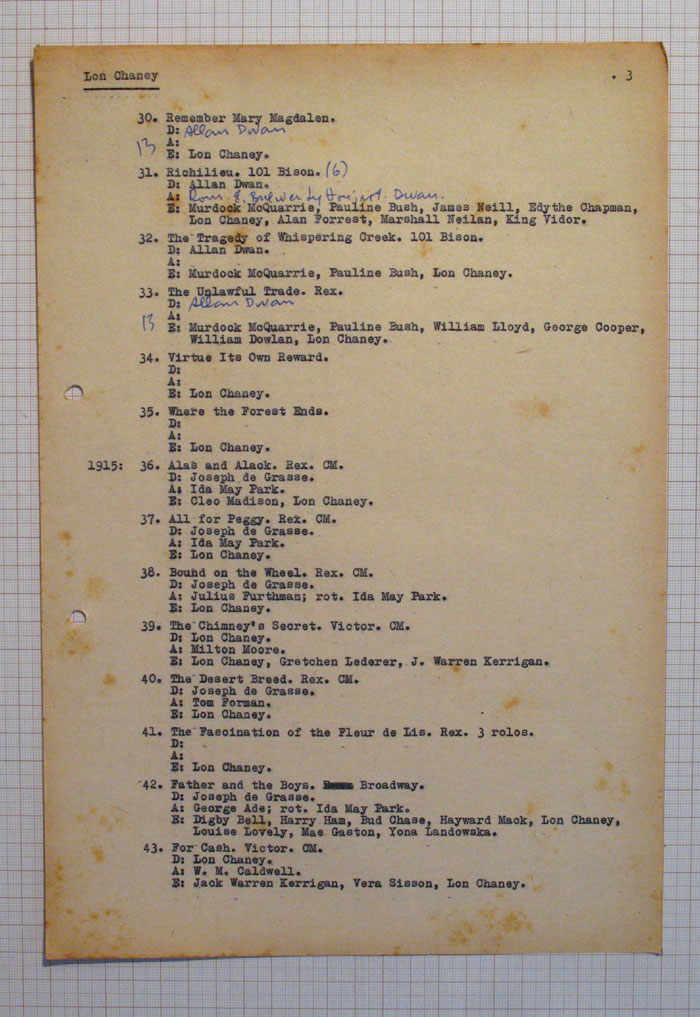 Lon Chaney . 3
30. Remember Mary Magdalen.
D: Allan Dwan
13 A:
E: Lon Chaney.
31. Richilieu. 101 Bison. (6)
D: Allan Dwan.
A: Rom. E. Bulwer Lytton; rot. Dwan.
E: Murdock McQuarrie, Pauline Bush, James Neill, Edythe Chapman,
Lon Chaney, Alan Forrest, Marshall Neilan, King Vidor.
32. The Tragedy of Whispering Creek. 101 Bison.
D: Allan Dwan.
A:
E: Murdock McQuarrie, Pauline Bush, Lon Chaney.
33. The Unlawful Trade. Rex.
D: Allan Dwan
A:
13 E: Murdock McQuarrie, Pauline Bush, William Lloyd, George Cooper,
William Dowlan, Lon Chaney.
34. Virtue Its Own Reward.
D:
A:
E: Lon Chaney.
35. Where the Forest Ends.
D:
A:
E: Lon Chaney.
1915: 36. Alas and Alack. Rex. CM.
D: Joseph de Grasse.
A: Ida May Park.
E: Cleo Madison, Lon Chaney.
37. All for Peggy. Rex. CM.
D: Joseph de Grasse.
A: Ida May Park.
E: Lon Chaney.
38. Bound on the Wheel. Rex. CM.
D: Joseph de Grasse.
A: Julius Furthman; rot. Ida May Park.
E: Lon Chaney.
39. The Chimney's Secret. Victor. CM.
D: Lon Chaney.
A: Milton Moore.
E: Lon Chaney, Gretchen Lederer, J. Warren Kerrigan.
40. The Desert Breed. Rex. CM.
D: Joseph de Grasse.
A: Tom Forman.
E: Lon Chaney.
41. The Fascination of the Fleur de Lis. Rex. 3 rolos.
D:
A:
E: Lon Chaney.
42. Father and the Boys. Broadway.
D: Joseph de Grasse.
A: George Ade; rot. Ida May Park.
E: Digby Bell, Harry Ham, Bud Chase, Hayward Mack, Lon Chaney,
Louise Lovely, Mae Gaston, Yona Landowska.
43. For Cash. Victor. CM.
D: Lon Chaney.
A: W. M. Caldwell.
E: Jack Warren Kerrigan, Vera Sisson, Lon Chaney.